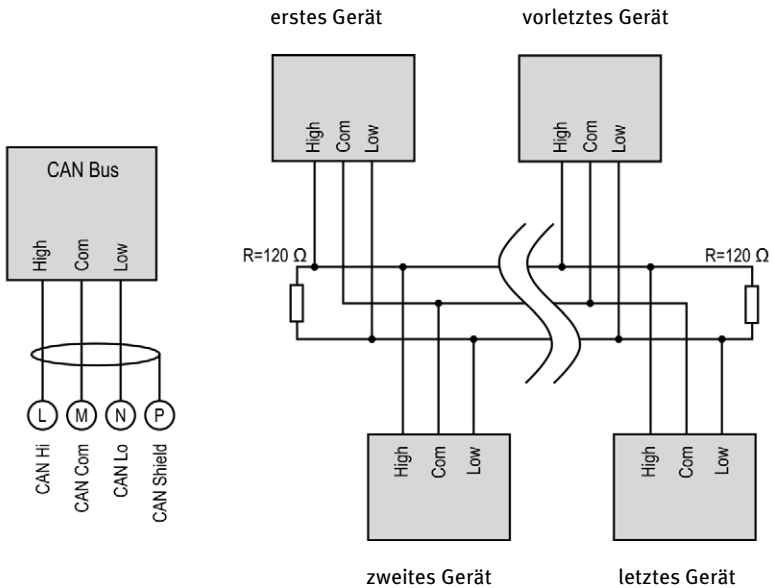 erstes Gerät
vorletztes Gerät
High
Com
Low
High
Com
Low
CAN Bus
High
Com
Low
R=120 Ω
R=120 Ω
L
M
N
P
CAN Hi
CAN Com
CAN Lo
CAN Shield
High
Com
Low
High
Com
Low
zweites Gerät
letztes Gerät